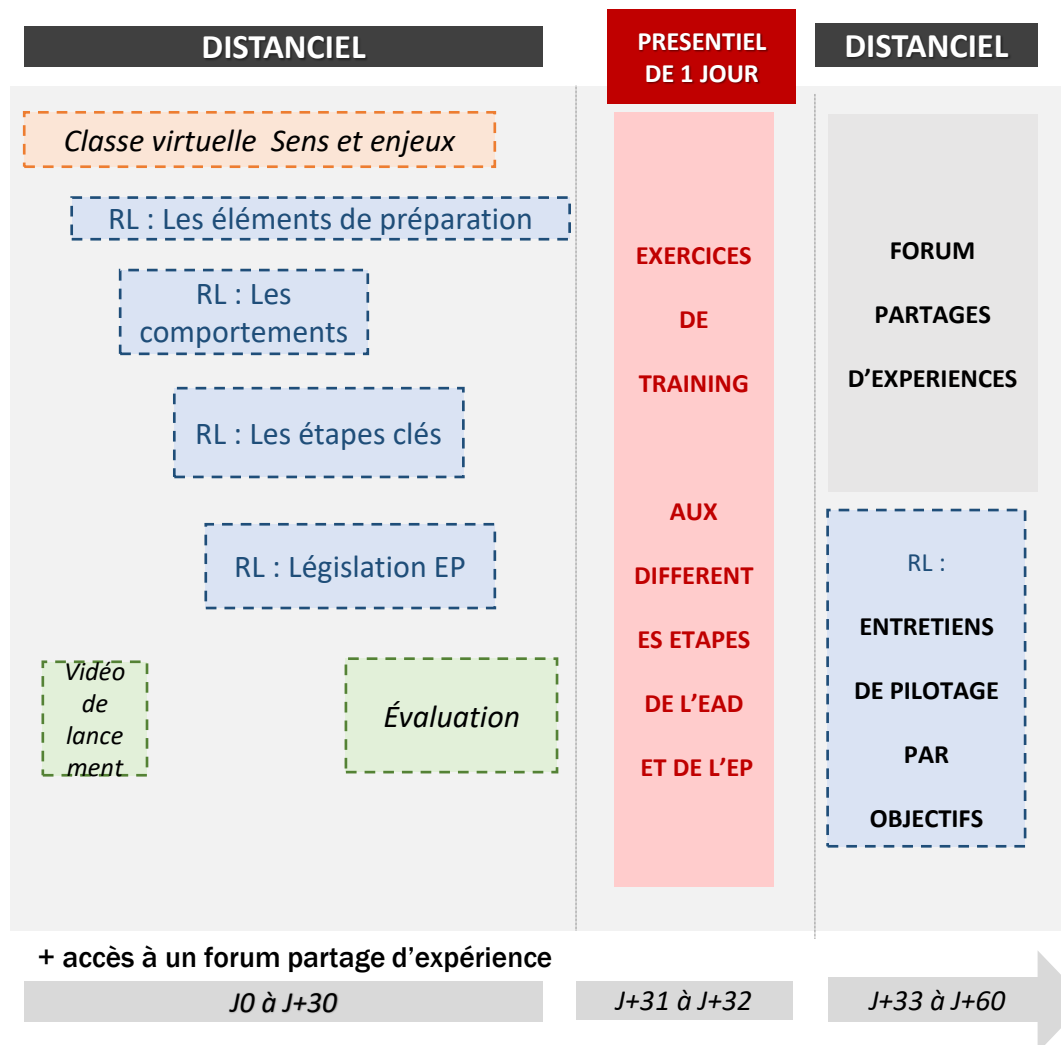 DISTANCIEL
PRESENTIEL
DE 1 JOUR
DISTANCIEL
Classe virtuelle Sens et enjeux
RL : Les éléments de préparation
RL : Les
comportements
RL : Les étapes clés
RL : Législation EP
Vidéo
de
lance
ment
Évaluation
EXERCICES
DE
TRAINING
AUX
DIFFERENT
ES ETAPES
DE L’EAD
ET DE L’EP
FORUM
PARTAGES
D’EXPERIENCES
RL :
ENTRETIENS
DE PILOTAGE
PAR
OBJECTIFS
+ accès à un forum partage d’expérience
J0 à J+30
J+31 à J+32
J+33 à J+60